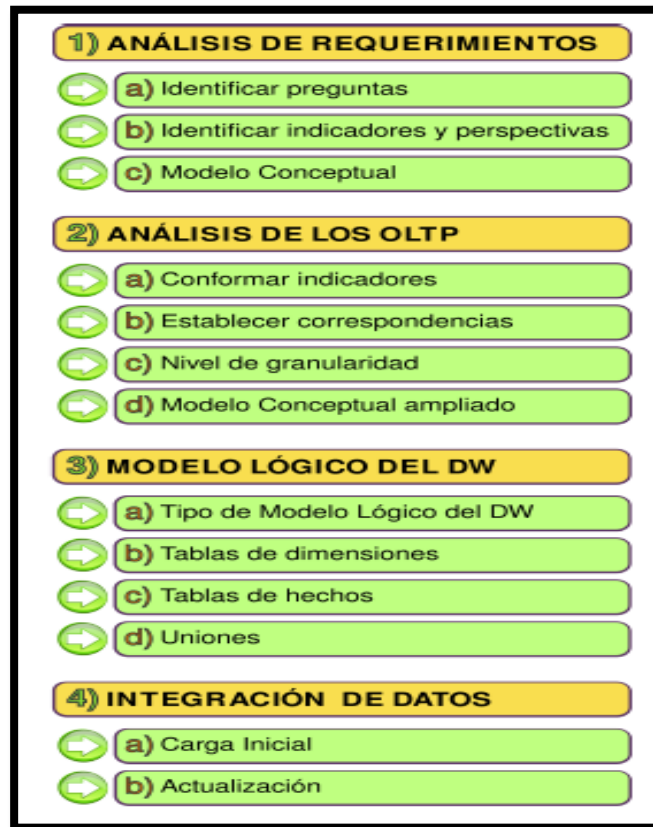 1) ANÁLISIS DE REQUERIMIENTOS
a) Identificar preguntas
b) Identificar indicadores y perspectivas
c) Modelo Conceptual
2) ANÁLISIS DE LOS OLTP
a) Conformar indicadores
b) Establecer correspondencias
c) Nivel de granularidad
d) Modelo Conceptual ampliado
3) MODELO LÓGICO DEL DW
a) Tipo de Modelo Lógico del DW
b) Tablas de dimensiones
c) Tablas de hechos
d) Uniones
4) INTEGRACIÓN DE DATOS
a) Carga Inicial
b) Actualización